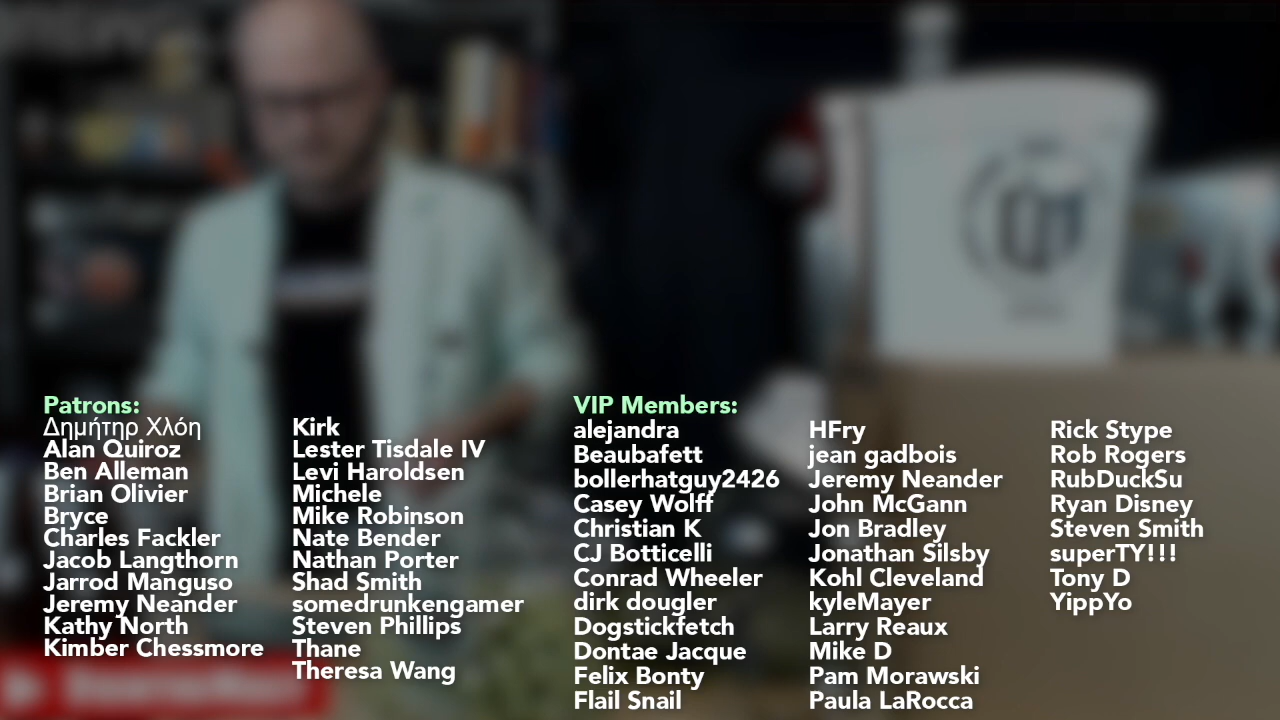 Patrons:
Δημήτηρ Χλόη
Alan Quiroz
Ben Alleman
Brian Olivier
Bryce
Charles Fackler
Jacob Langthorn
Jarrod Manguso
Jeremy Neander
Kathy North
Kimber Chessmore
Kirk
Lester Tisdale IV
Levi Haroldsen
Michele
Mike Robinson
Nate Bender
Nathan Porter
Shad Smith
somedrunkengamer
Steven Phillips
Thane
Theresa Wang
VIP Members:
alejandra
Beaubafett
bollerhatguy2426
Casey Wolff
Christian K
CJ Botticelli
Conrad Wheeler
dirk dougler
Dogstickfetch
Dontae Jacque
Felix Bonty
Flail Snail
HFry
jean gadbois
Jeremy Neander
John McGann
Jon Bradley
Jonathan Silsby
Kohl Cleveland
kyleMayer
Larry Reaux
Mike D
Pam Morawski
Paula LaRocca
Rick Stype
Rob Rogers
RubDuckSu
Ryan Disney
Steven Smith
superTY!!!
Tony D
YippYo